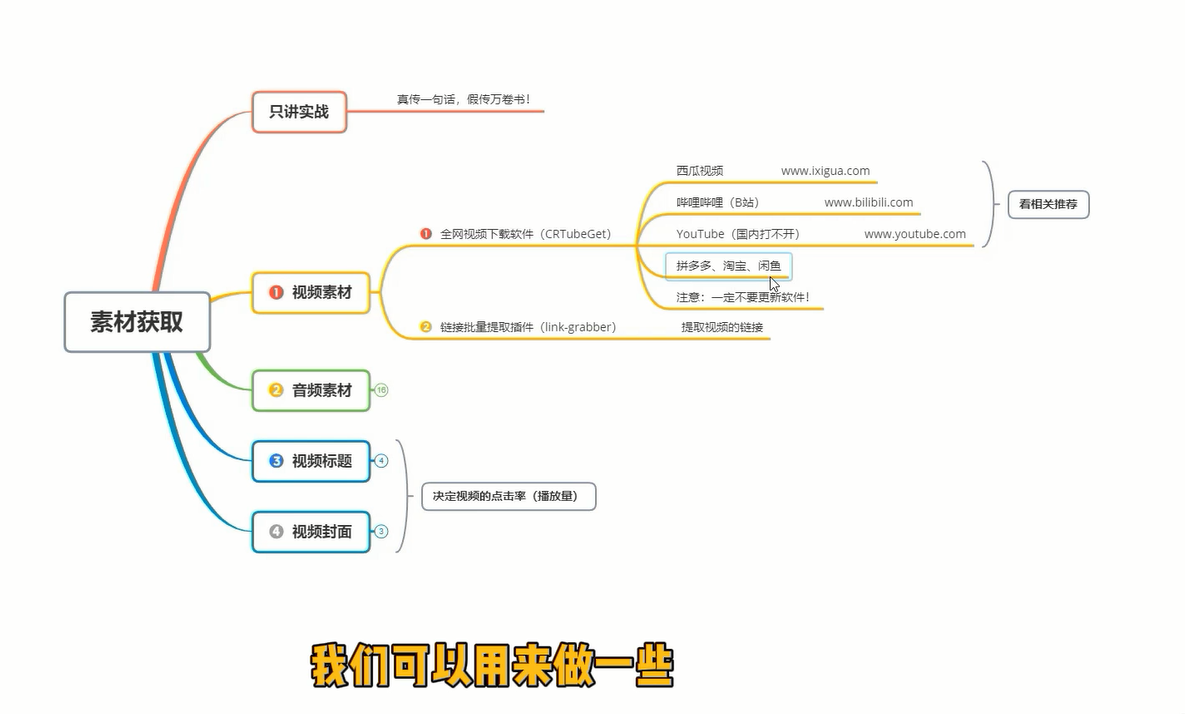 只讲实战
真传一句话，假传万卷书！
素材获取
1 视频素材
1 全网视频下载软件（CRTubeGet）
西瓜视频 www.ixigua.com
哔哩哔哩（B站） www.bilibili.com
YouTube（国内打不开） www.youtube.com
看相关推荐
拼多多、淘宝、闲鱼
注意：一定不要更新软件！
2 链接批量提取插件（link-grabber） 提取视频的链接
2 音频素材 16
3 视频标题 4
4 视频封面 3
决定视频的点击率（播放量）
我们可以用来做一些